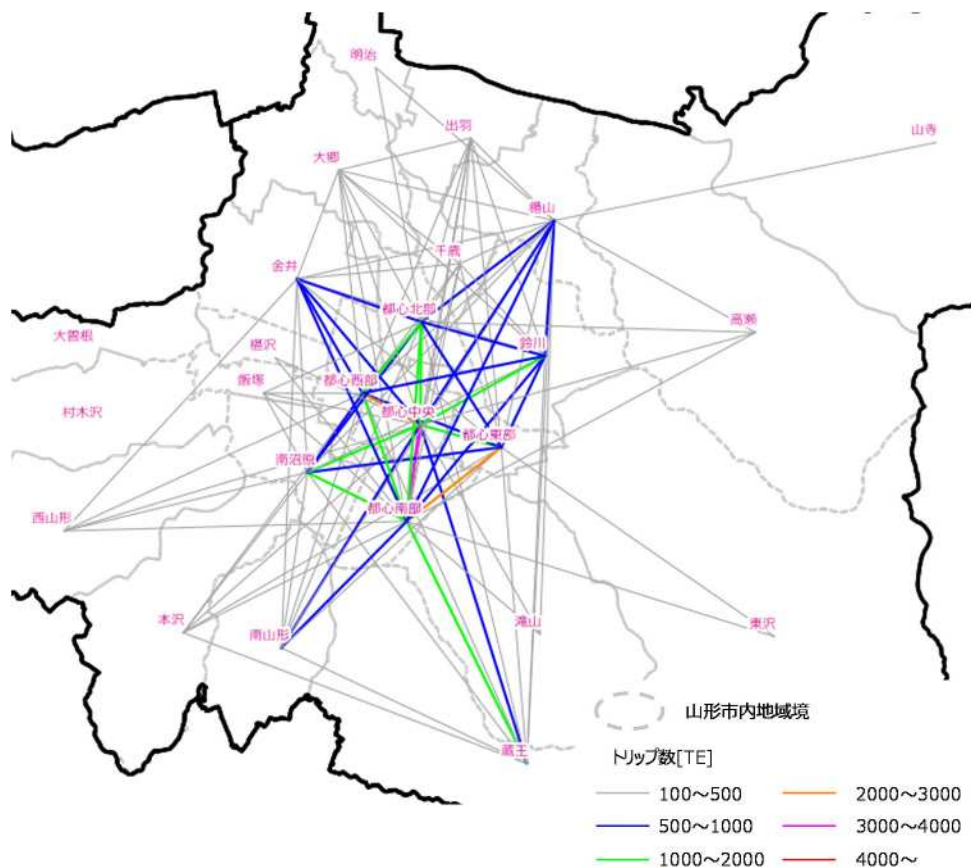 明治
出羽
山寺
大郷
楯山
千歳
金井
都心北部
高瀬
大曽根
鈴川
椹沢
飯塚
都心西部
村木沢
都心中央
都心東部
南沼原
都心南部
西山形
本沢
南山形
滝山
東沢
蔵王
山形市内地域境
トリップ数[TE]
100～500
2000～3000
500～1000
3000～4000
1000～2000
4000～